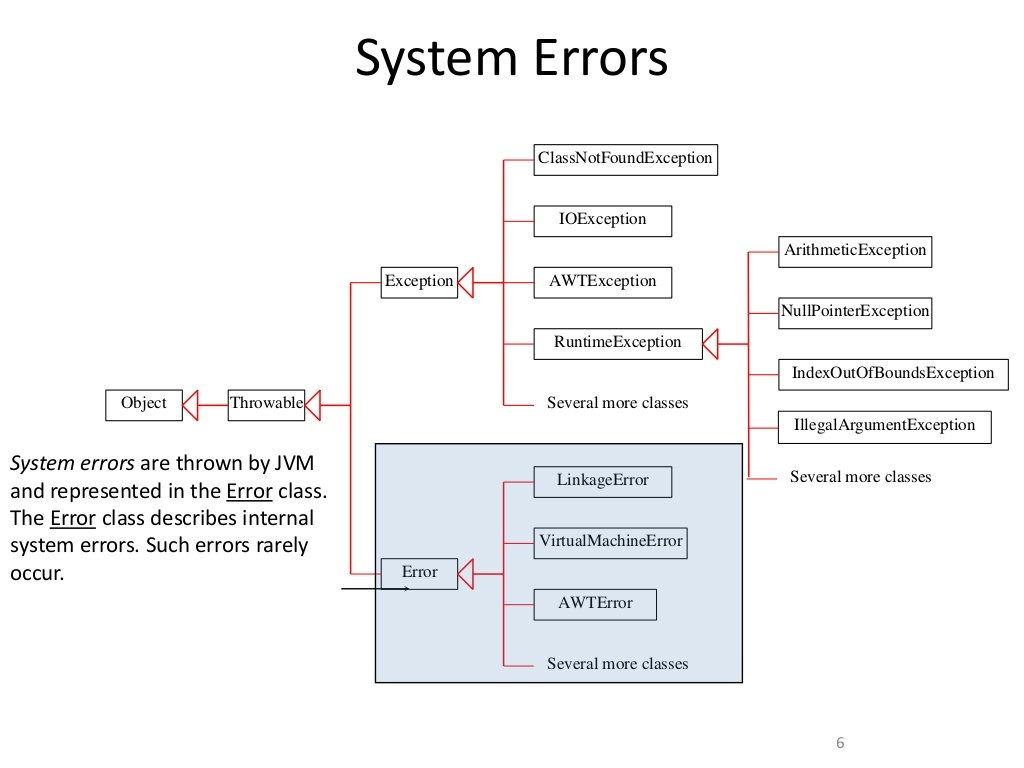 System Errors
ClassNotFoundException
IOException
ArithmeticException
Exception
AWTException
NullPointerException
RuntimeException
IndexOutOfBoundsException
Object
Throwable
Several more classes
IllegalArgumentException
Several more classes
System errors are thrown by JVM
and represented in the Error class.
The Error class describes internal
system errors. Such errors rarely
occur.
LinkageError
VirtualMachineError
Error
AWTError
Several more classes
6